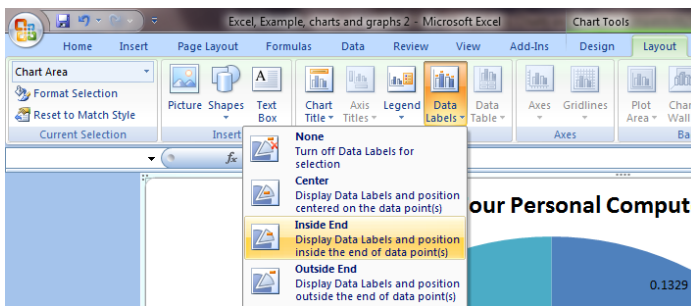 Excel, Example, charts and graphs 2 - Microsoft Excel
Chart Tools
Home Insert Page Layout Formulas Data Review View Add-Ins Design Layout
Chart Area
Format Selection
Reset to Match Style
Current Selection
Picture Shapes Text Box
Insert
Chart Title Axis Titles Legend Data Labels Data Table
Axes Gridlines
Axes
Plot Area
Chart
Wall
Ba
fx
None
Turn off Data Labels for
selection
Center
Display Data Labels and position
centered on the data point(s)
Inside End
Display Data Labels and position
inside the end of data point(s)
Outside End
Display Data Labels and position
outside the end of data point(s)
our Personal Comput
0.1329